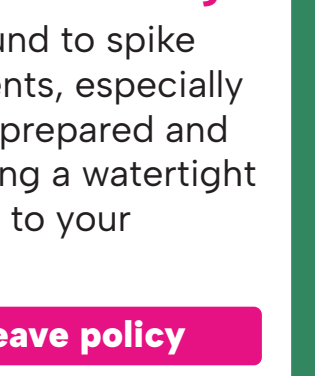 und to spike
ents, especially
prepared and
ng a watertight
to your
eave policy